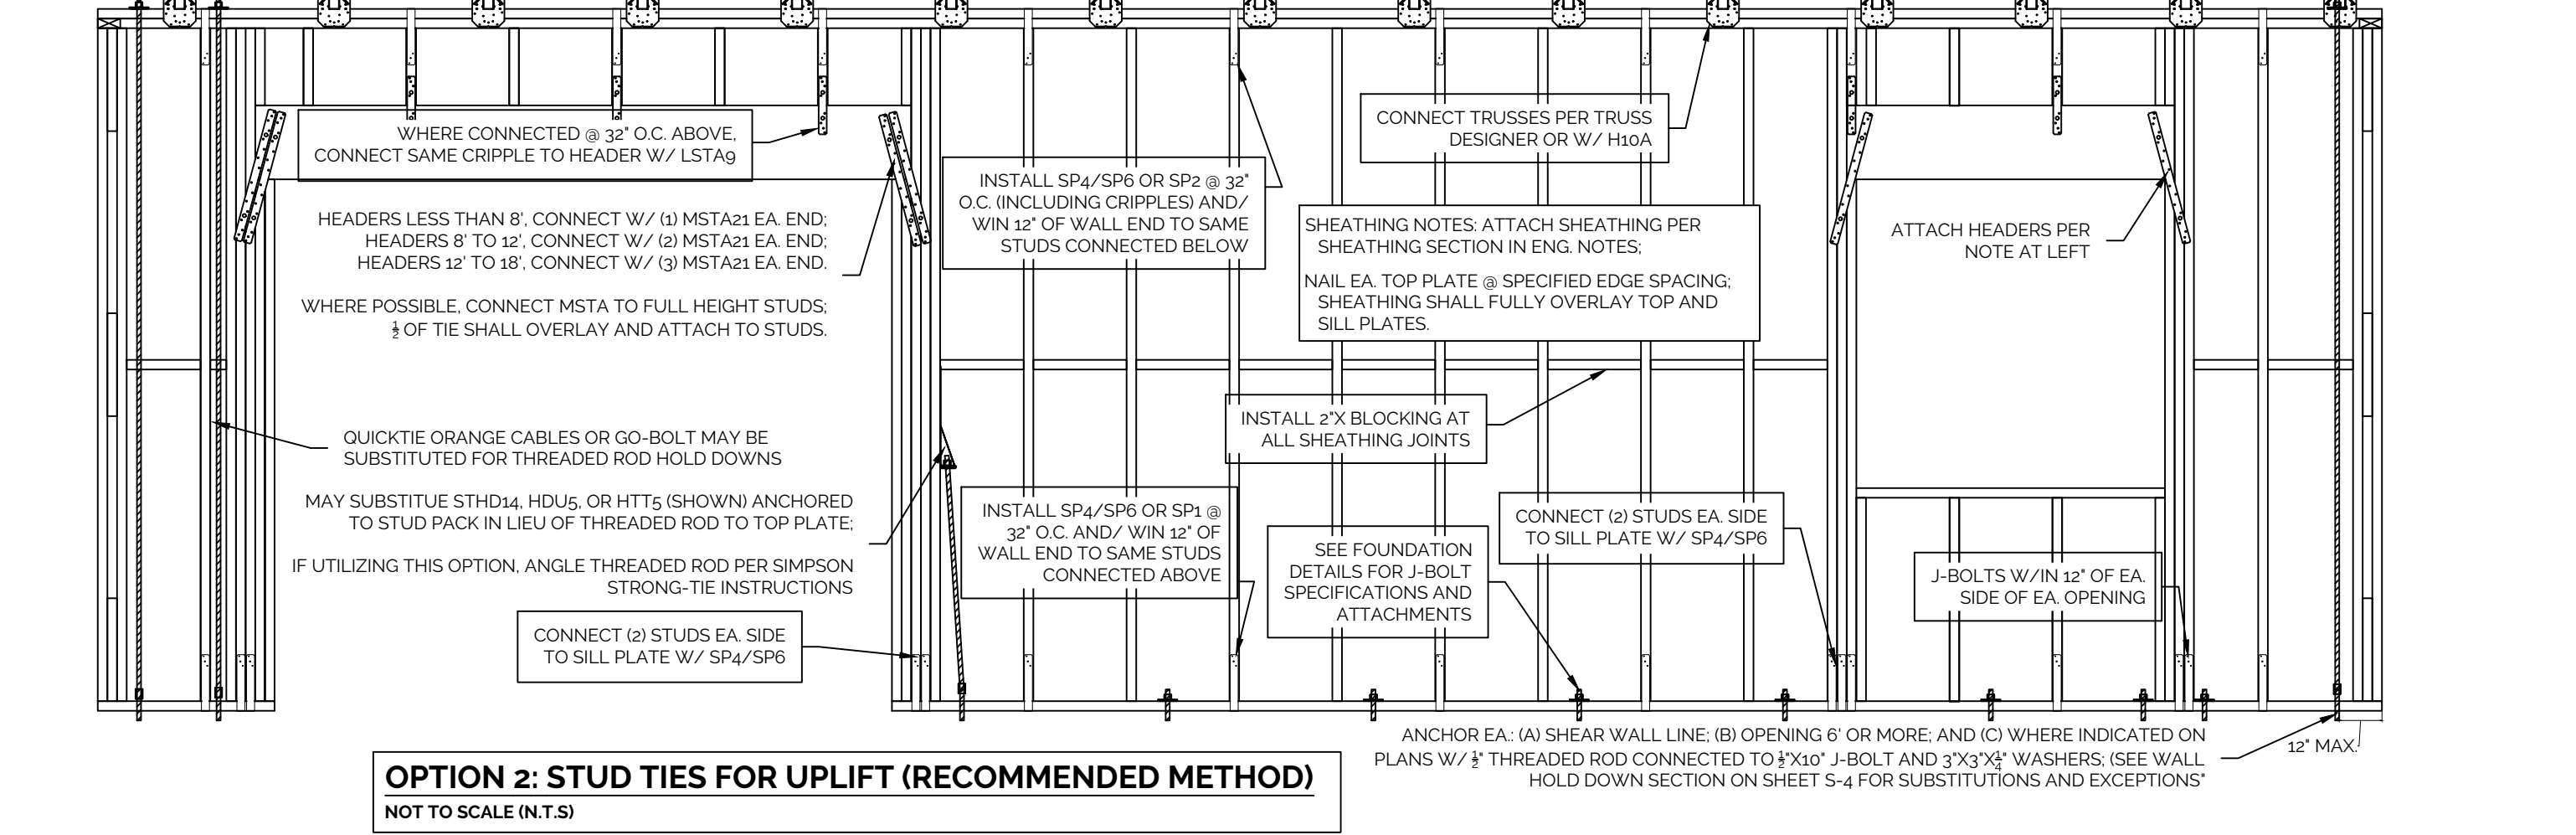 WHERE CONNECTED @ 32" O.C. ABOVE,
CONNECT SAME CRIPPLE TO HEADER W/ LSTA9
HEADERS LESS THAN 8', CONNECT W/ (1) MSTA21 EA. END;
HEADERS 8' TO 12', CONNECT W/ (2) MSTA21 EA. END;
HEADERS 12' TO 18', CONNECT W/ (3) MSTA21 EA. END.
WHERE POSSIBLE, CONNECT MSTA TO FULL HEIGHT STUDS;
½ OF TIE SHALL OVERLAY AND ATTACH TO STUDS.
QUICKTIE ORANGE CABLES OR GO-BOLT MAY BE
SUBSTITUTED FOR THREADED ROD HOLD DOWNS
MAY SUBSTITUE STHD14, HDU5, OR HTT5 (SHOWN) ANCHORED
TO STUD PACK IN LIEU OF THREADED ROD TO TOP PLATE;
IF UTILIZING THIS OPTION, ANGLE THREADED ROD PER SIMPSON
STRONG-TIE INSTRUCTIONS
CONNECT (2) STUDS EA. SIDE
TO SILL PLATE W/ SP4/SP6
INSTALL SP4/SP6 OR SP2 @ 32"
O.C. (INCLUDING CRIPPLES) AND/
WIN 12" OF WALL END TO SAME
STUDS CONNECTED BELOW
CONNECT TRUSSES PER TRUSS
DESIGNER OR W/ H10A
SHEATHING NOTES: ATTACH SHEATHING PER
SHEATHING SECTION IN ENG. NOTES;
NAIL EA. TOP PLATE @ SPECIFIED EDGE SPACING;
SHEATHING SHALL FULLY OVERLAY TOP AND
SILL PLATES.
ATTACH HEADERS PER
NOTE AT LEFT
INSTALL 2"X BLOCKING AT
ALL SHEATHING JOINTS
INSTALL SP4/SP6 OR SP1 @
32" O.C. AND/ WIN 12" OF
WALL END TO SAME STUDS
CONNECTED ABOVE
SEE FOUNDATION
DETAILS FOR J-BOLT
SPECIFICATIONS AND
ATTACHMENTS
CONNECT (2) STUDS EA. SIDE
TO SILL PLATE W/ SP4/SP6
J-BOLTS W/IN 12" OF EA.
SIDE OF EA. OPENING
ANCHOR EA.: (A) SHEAR WALL LINE; (B) OPENING 6' OR MORE; AND (C) WHERE INDICATED ON
PLANS W/ ½" THREADED ROD CONNECTED TO ½"X10" J-BOLT AND 3"X3"X¼" WASHERS; (SEE WALL
HOLD DOWN SECTION ON SHEET S-4 FOR SUBSTITUTIONS AND EXCEPTIONS"
12" MAX.
OPTION 2: STUD TIES FOR UPLIFT (RECOMMENDED METHOD)
NOT TO SCALE (N.T.S)